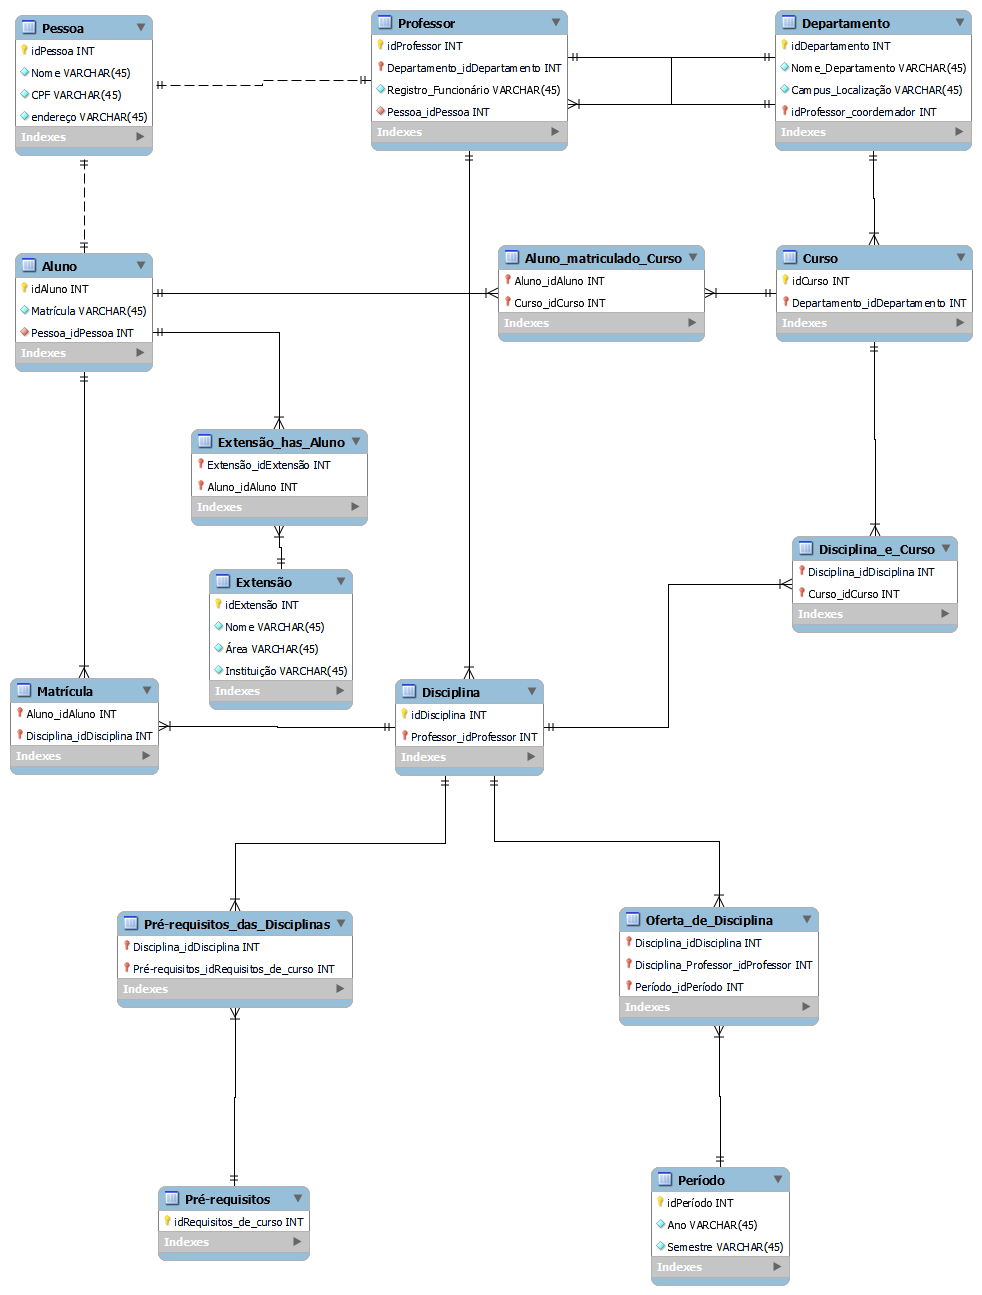 Pessoa
idPessoa INT
Nome VARCHAR(45)
CPF VARCHAR(45)
endereço VARCHAR(45)
Indexes
Professor
idProfessor INT
Departamento_idDepartamento INT
Registro_Funcionário VARCHAR(45)
Pessoa_idPessoa INT
Indexes
Departamento
idDepartamento INT
Nome_Departamento VARCHAR(45)
Campus_Localização VARCHAR(45)
idProfessor_coordernador INT
Indexes
Aluno
idAluno INT
Matrícula VARCHAR(45)
Pessoa_idPessoa INT
Indexes
Aluno_matriculado_Curso
Aluno_idAluno INT
Curso_idCurso INT
Indexes
Curso
idCurso INT
Departamento_idDepartamento INT
Indexes
Extensão_has_Aluno
Extensão_idExtensão INT
Aluno_idAluno INT
Indexes
Extensão
idExtensão INT
Nome VARCHAR(45)
Área VARCHAR(45)
Instituição VARCHAR(45)
Indexes
Disciplina_e_Curso
Disciplina_idDisciplina INT
Curso_idCurso INT
Indexes
Matrícula
Aluno_idAluno INT
Disciplina_idDisciplina INT
Indexes
Disciplina
idDisciplina INT
Professor_idProfessor INT
Indexes
Pré-requisitos_das_Disciplinas
Disciplina_idDisciplina INT
Pré-requisitos_idRequisitos_de_curso INT
Indexes
Oferta_de_Disciplina
Disciplina_idDisciplina INT
Disciplina_Professor_idProfessor INT
Período_idPeríodo INT
Indexes
Pré-requisitos
idRequisitos_de_curso INT
Indexes
Período
idPeríodo INT
Ano VARCHAR(45)
Semestre VARCHAR(45)
Indexes